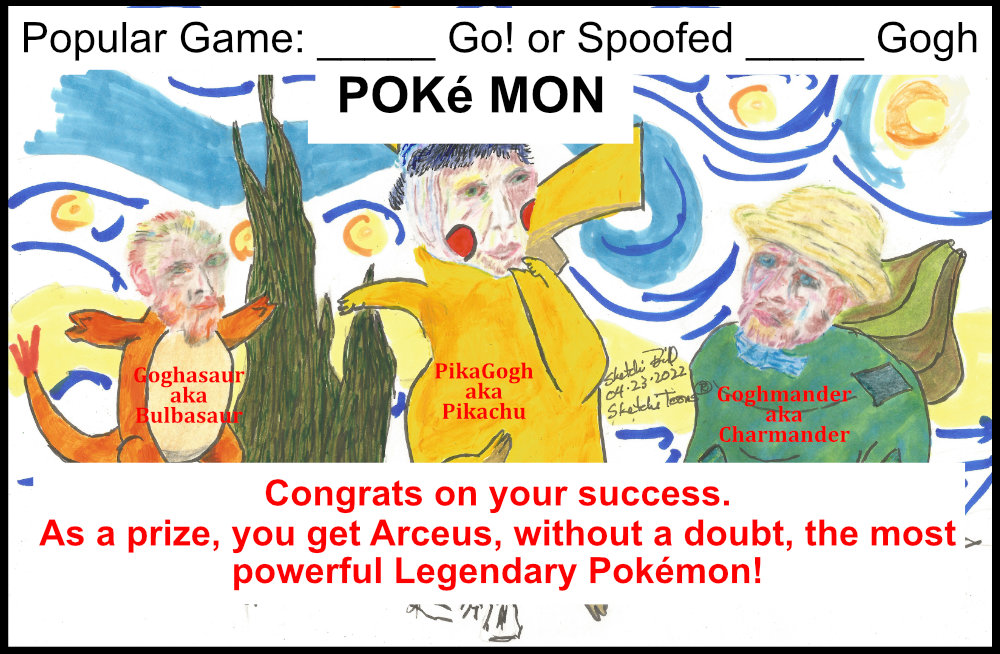 Popular Game: _____ Go! or Spoofed _____ Gogh
POKé MON
Goghasaur
aka
Bulbasaur
PikaGogh
aka
Pikachu
Sketchi Bill
04·23·2022
SketchiToons®
Goghmander
aka
Charmander
Congrats on your success.
As a prize, you get Arceus, without a doubt, the most
powerful Legendary Pokémon!